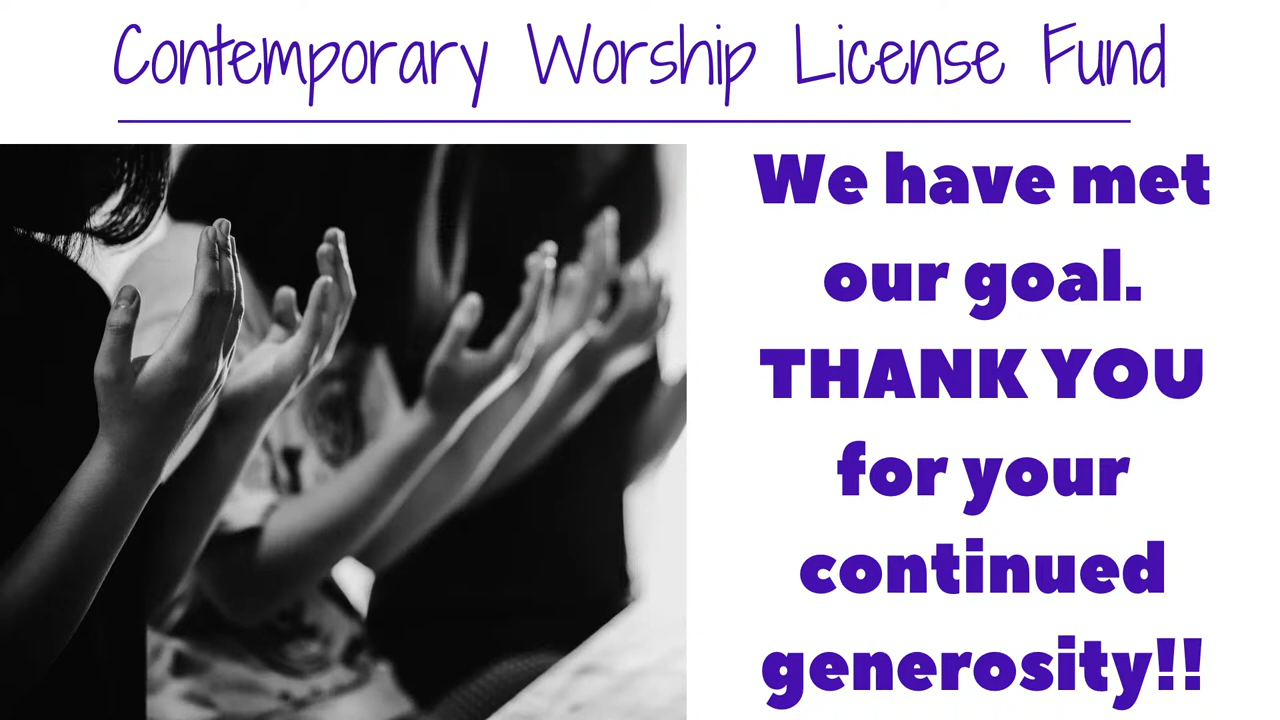 Contemporary Worship License Fund
We have met
our goal.
THANK YOU
for your
continued
generosity!!